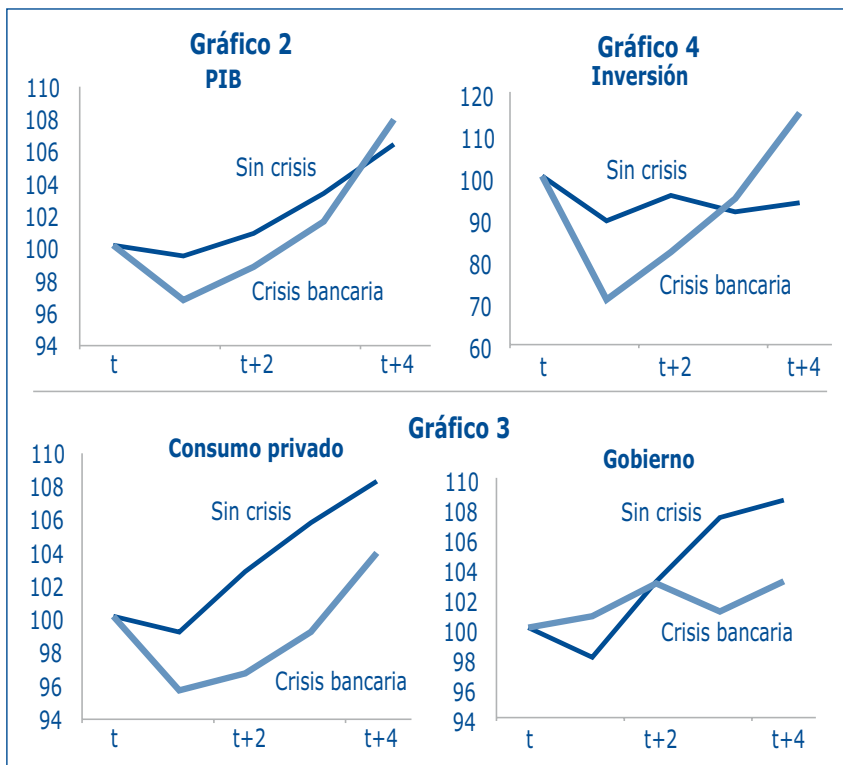 Gráfico 2
PIB
110
108
106
104
102
100
98
96
94
Sin crisis
Crisis bancaria
t
t+2
t+4
Gráfico 4
Inversión
120
110
100
90
80
70
60
Sin crisis
Crisis bancaria
t
t+2
t+4
Gráfico 3
Consumo privado
110
108
106
104
102
100
98
96
94
Sin crisis
Crisis bancaria
t
t+2
t+4
Gobierno
110
108
106
104
102
100
98
96
94
Sin crisis
Crisis bancaria
t
t+2
t+4